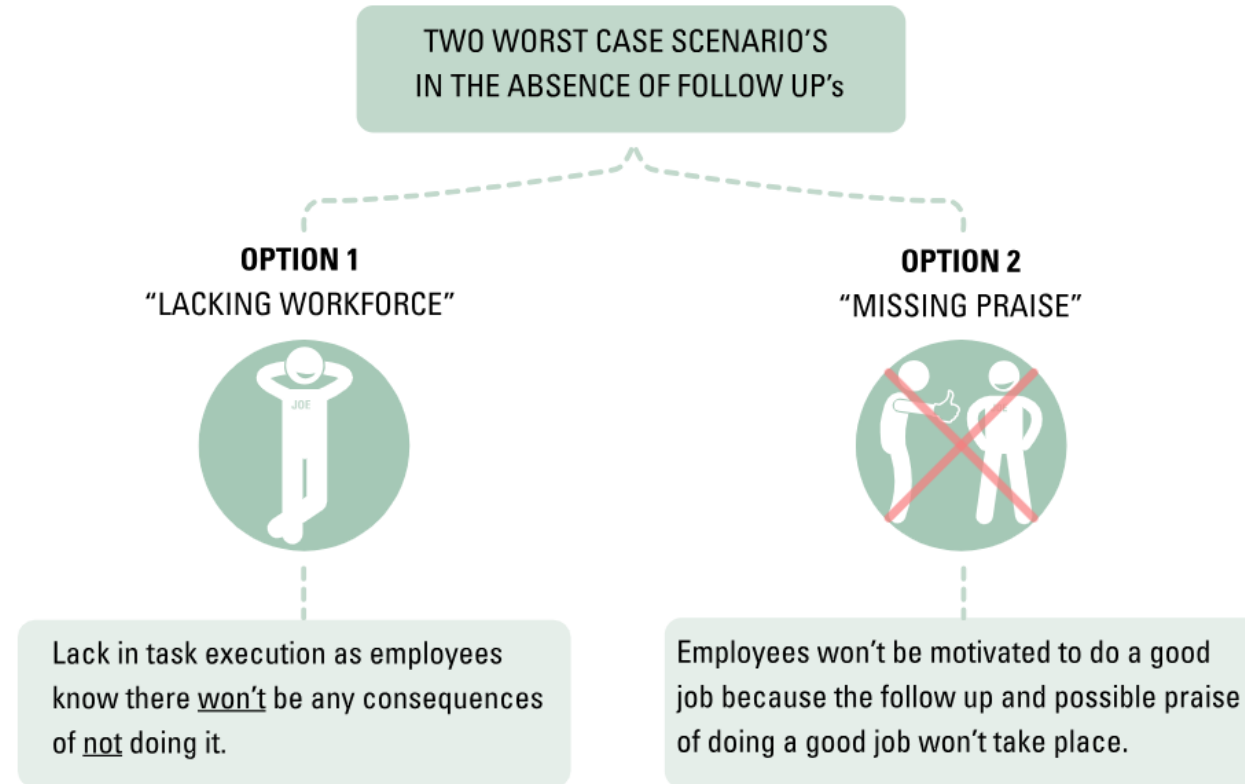 TWO WORST CASE SCENARIO'S
IN THE ABSENCE OF FOLLOW UP's
OPTION 1
“LACKING WORKFORCE”
JOE
Lack in task execution as employees
know there won't be any consequences
of not doing it.
OPTION 2
“MISSING PRAISE”
Employees won't be motivated to do a good
job because the follow up and possible praise
of doing a good job won't take place.